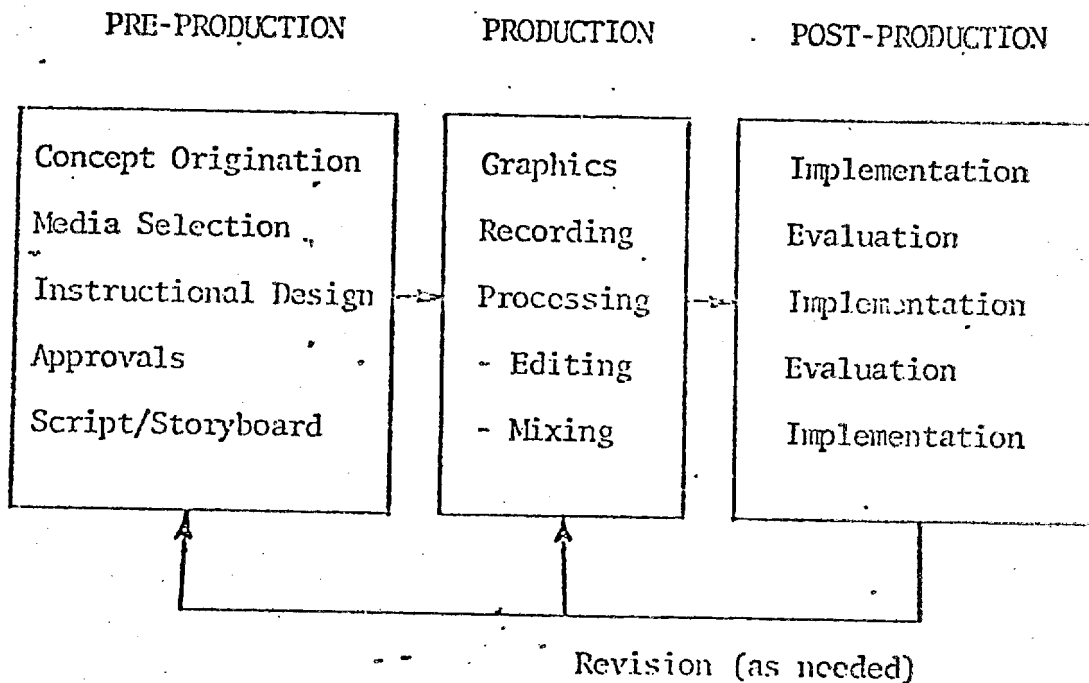 PRE-PRODUCTION
PRODUCTION
POST-PRODUCTION
Concept Origination
Media Selection
Instructional Design
Approvals
Script/Storyboard
Graphics
Recording
Processing
- Editing
- Mixing
Implementation
Evaluation
Implementation
Evaluation
Implementation
Revision (as needed)